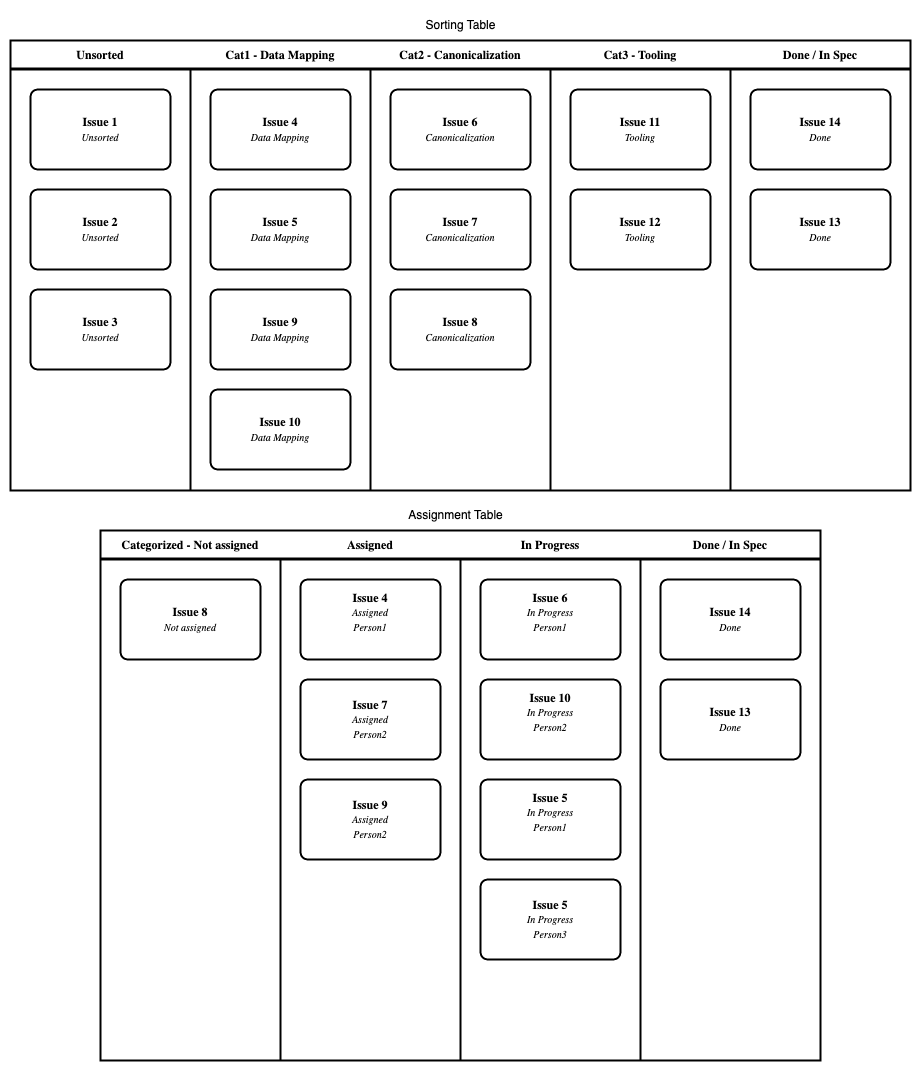 Sorting Table
Unsorted
Cat1 - Data Mapping
Cat2 - Canonicalization
Cat3 - Tooling
Done / In Spec
Issue 1
Unsorted
Issue 2
Unsorted
Issue 3
Unsorted
Issue 4
Data Mapping
Issue 5
Data Mapping
Issue 9
Data Mapping
Issue 10
Data Mapping
Issue 6
Canonicalization
Issue 7
Canonicalization
Issue 8
Canonicalization
Issue 11
Tooling
Issue 12
Tooling
Issue 14
Done
Issue 13
Done
Assignment Table
Categorized - Not assigned
Assigned
In Progress
Done / In Spec
Issue 8
Not assigned
Issue 4
Assigned
Person1
Issue 7
Assigned
Person2
Issue 9
Assigned
Person2
Issue 6
In Progress
Person1
Issue 10
In Progress
Person2
Issue 5
In Progress
Person1
Issue 5
In Progress
Person3
Issue 14
Done
Issue 13
Done